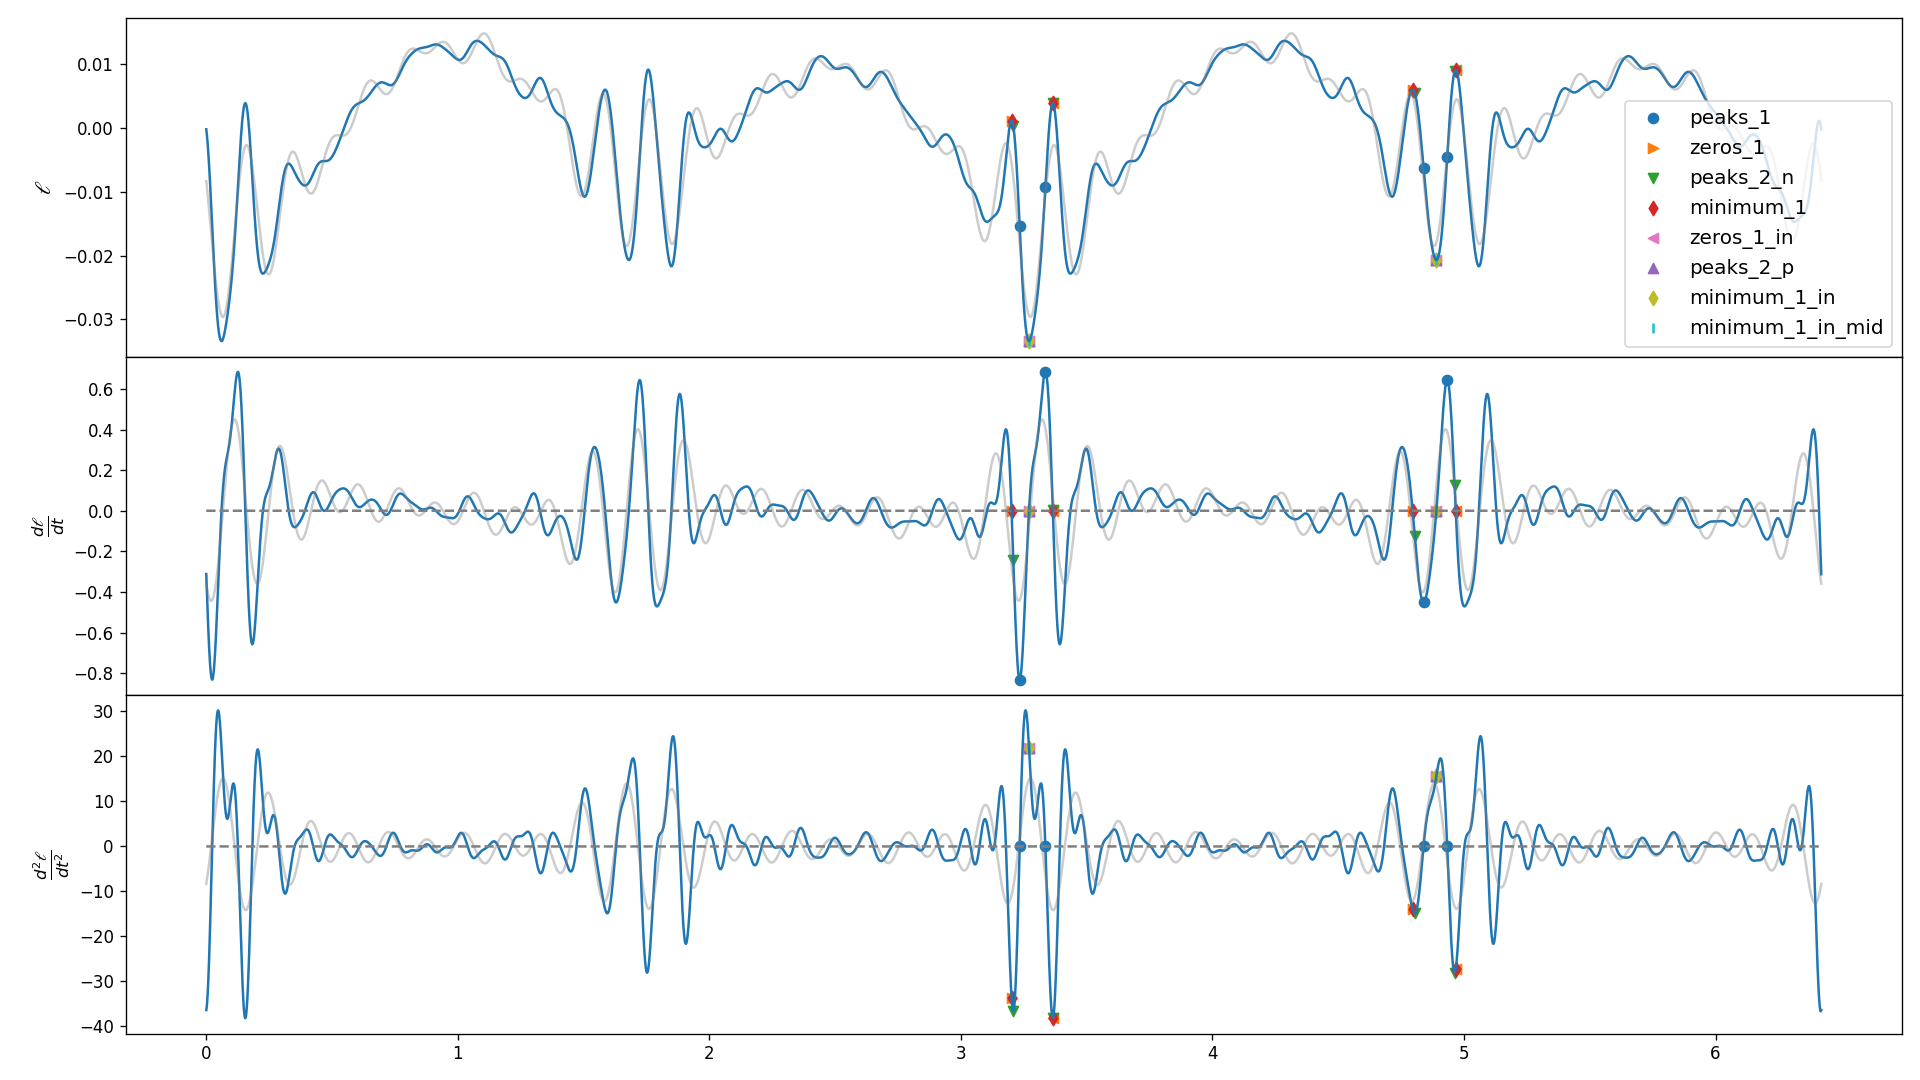 0.01
0.00
−0.01
−0.02
−0.03
ℓ
peaks_1
zeros_1
peaks_2_n
minimum_1
zeros_1_in
peaks_2_p
minimum_1_in
minimum_1_in_mid
0.6
0.4
0.2
0.0
−0.2
−0.4
−0.6
−0.8
dℓ
dt
30
20
10
0
−10
−20
−30
−40
d²ℓ
dt²
0 1 2 3 4 5 6